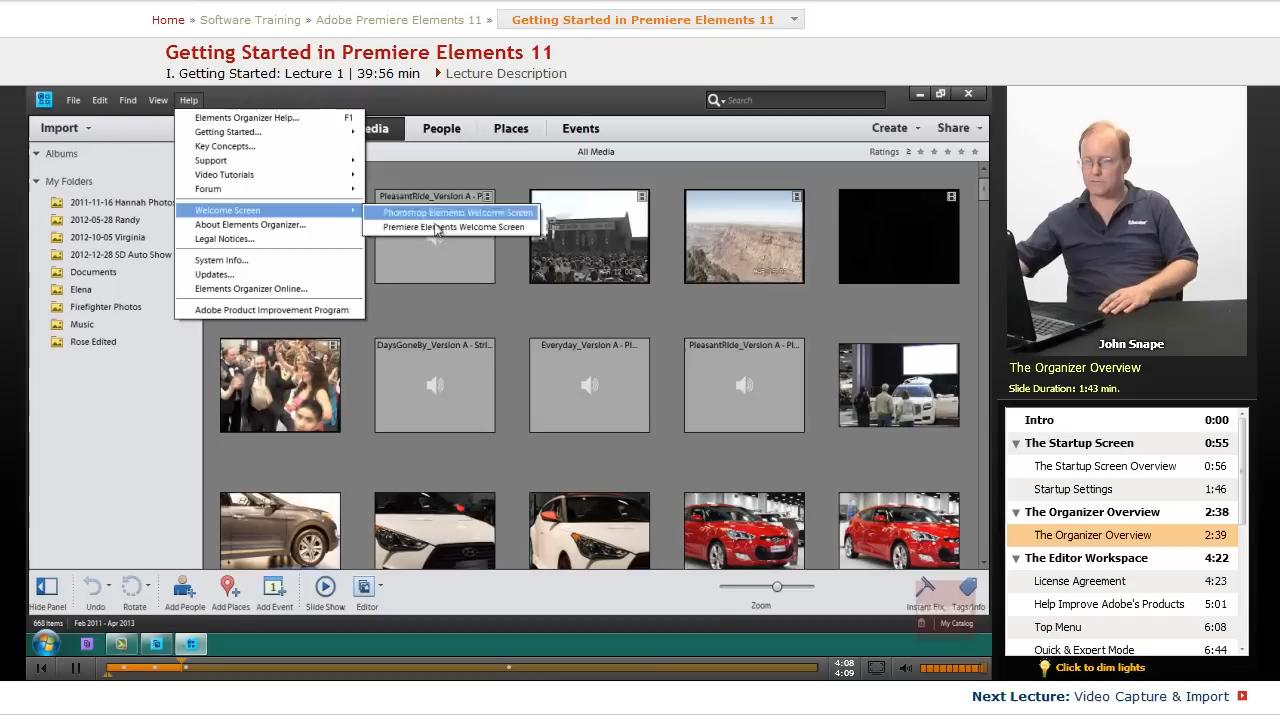 Home » Software Training » Adobe Premiere Elements 11 » Getting Started in Premiere Elements 11
Getting Started in Premiere Elements 11
I. Getting Started: Lecture 1 | 39:56 min Lecture Description
File Edit Find View Help
Search
Import
edia People Places Events
Create Share
All Media
Ratings ≥
Albums
My Folders
2011-11-16 Hannah Photos
2012-05-28 Randy
2012-10-05 Virginia
2012-12-28 SD Auto Show
Documents
Elena
Firefighter Photos
Music
Rose Edited
Elements Organizer Help... F1
Getting Started...
Key Concepts...
Support
Video Tutorials
Forum
Welcome Screen
About Elements Organizer...
Legal Notices...
System Info...
Updates...
Elements Organizer Online...
Adobe Product Improvement Program
Photoshop Elements Welcome Screen
Premiere Elements Welcome Screen
PleasantRide_Version A - P
DaysGoneBy_Version A - Stri...
Everyday_Version A - Pi...
PleasantRide_Version A - Pi...
Hide Panel Undo Rotate Add People Add Places Add Event Slide Show Editor
Zoom
Instant Fix Tags/Info
668 Items Feb 2011 - Apr 2013
My Catalog
4:08
4:09
John Snape
The Organizer Overview
Slide Duration: 1:43 min.
Intro 0:00
The Startup Screen 0:55
The Startup Screen Overview 0:56
Startup Settings 1:46
The Organizer Overview 2:38
The Organizer Overview 2:39
The Editor Workspace 4:22
License Agreement 4:23
Help Improve Adobe's Products 5:01
Top Menu 6:08
Quick & Expert Mode 6:44
Click to dim lights
Next Lecture: Video Capture & Import